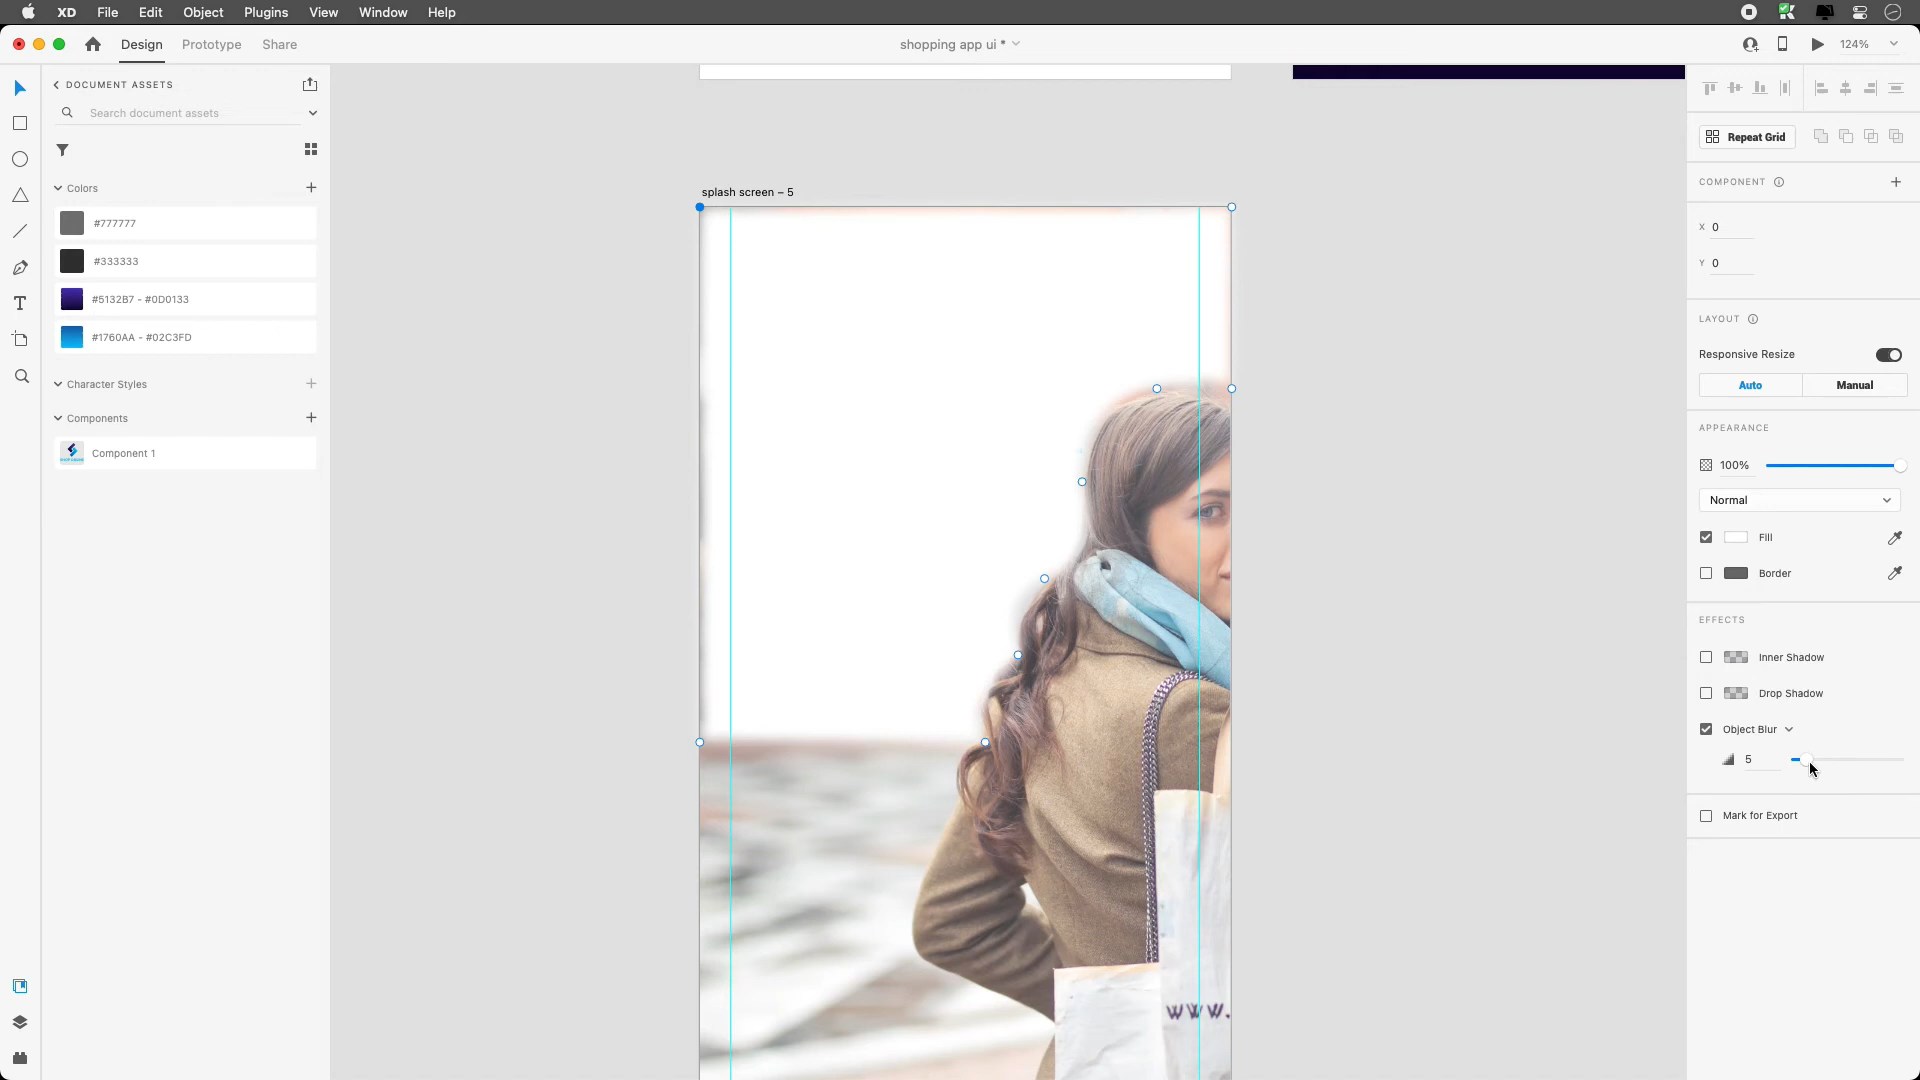 XD File Edit Object Plugins View Window Help
Design Prototype Share
shopping app ui *
124%
DOCUMENT ASSETS
Search document assets
Colors
#777777
#333333
#5132B7 - #0D0133
#1760AA - #02C3FD
Character Styles
Components
Component 1
splash screen – 5
www.
Repeat Grid
COMPONENT
X 0
Y 0
LAYOUT
Responsive Resize
Auto Manual
APPEARANCE
100%
Normal
Fill
Border
EFFECTS
Inner Shadow
Drop Shadow
Object Blur
5
Mark for Export